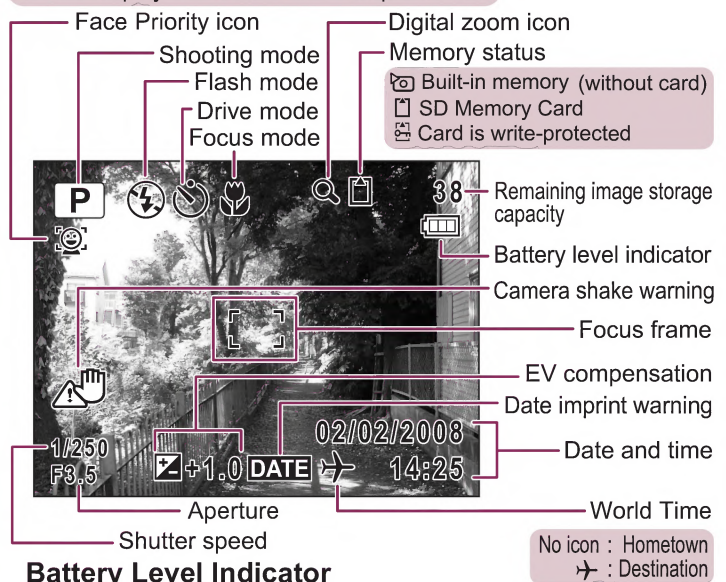 Face Priority icon
Digital zoom icon
Shooting mode
Memory status
Flash mode
Built-in memory (without card)
Drive mode
SD Memory Card
Focus mode
Card is write-protected
P
38
Remaining image storage
capacity
Battery level indicator
Camera shake warning
Focus frame
EV compensation
Date imprint warning
02/02/2008
1/250
Date and time
F3.5
+1.0
DATE
14:25
Aperture
World Time
Shutter speed
No icon : Hometown
: Destination
Battery Level Indicator